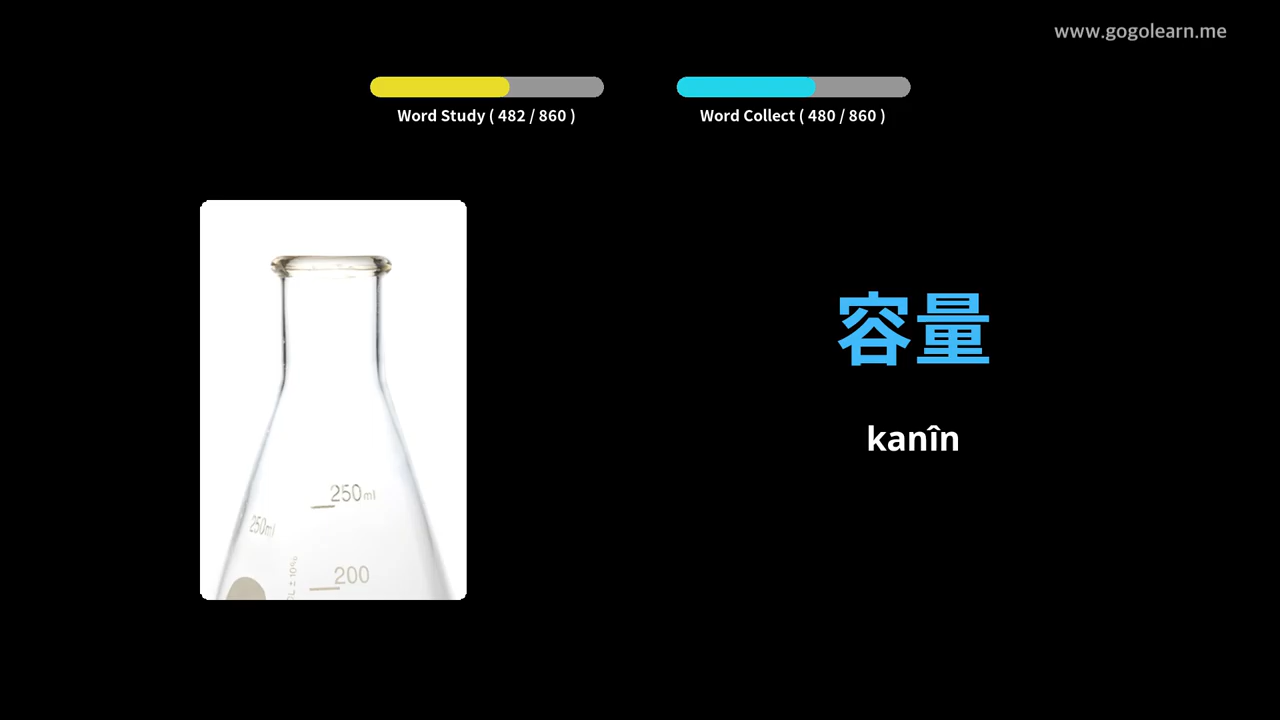 www.gogolearn.me
Word Study ( 482 / 860 )
Word Collect ( 480 / 860 )
容量
kanîn
250ml
250ml
200